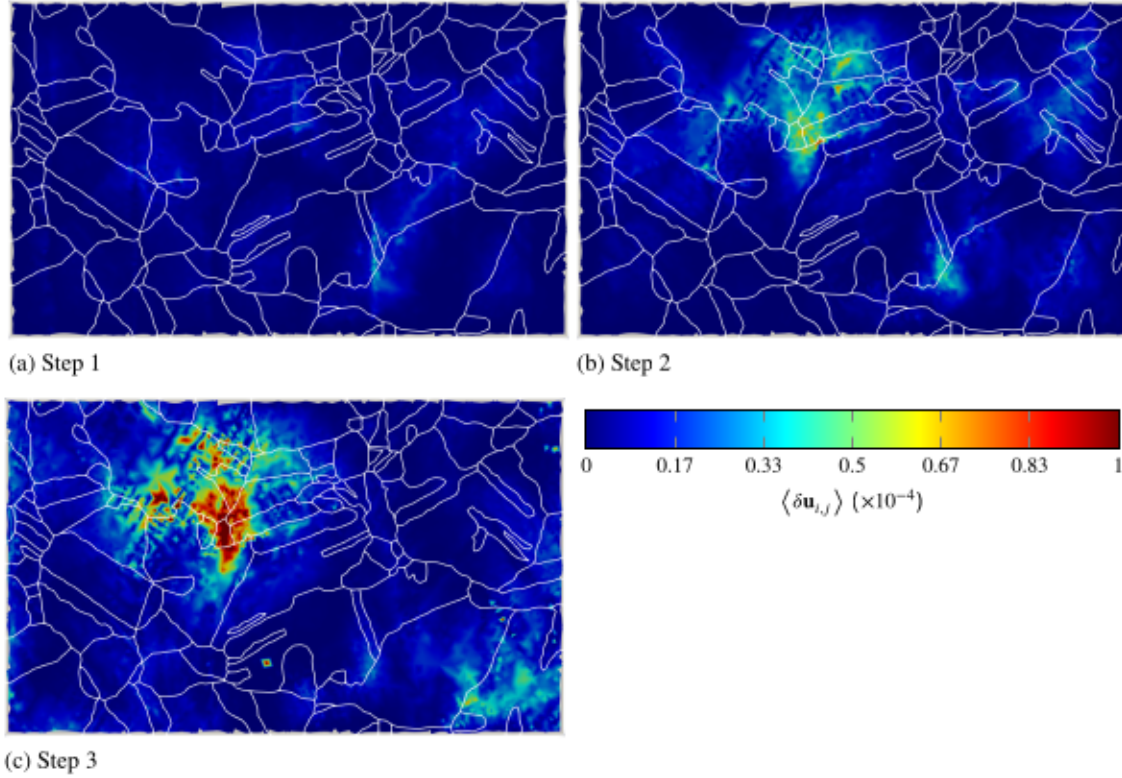 (a) Step 1
(b) Step 2
0 0.17 0.33 0.5 0.67 0.83 1
⟨δu_{i,j}⟩ (×10⁻⁴)
(c) Step 3